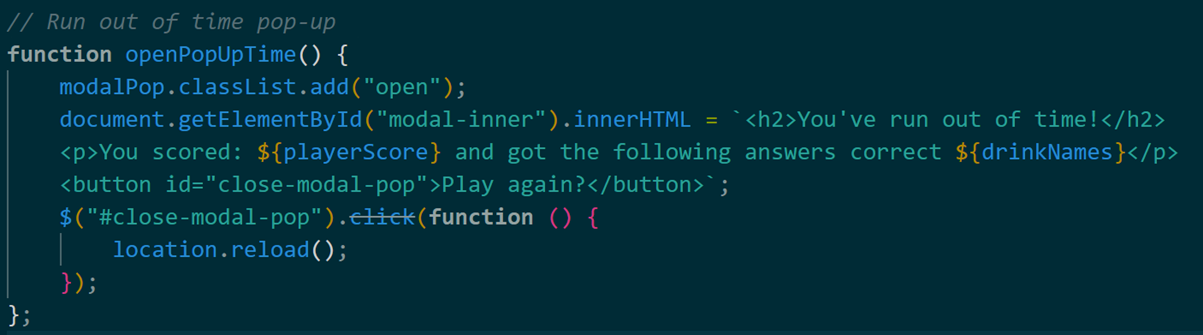 // Run out of time pop-up
function openPopUpTime() {
modalPop.classList.add("open");
document.getElementById("modal-inner").innerHTML = `<h2>You've run out of time!</h2>
<p>You scored: ${playerScore} and got the following answers correct ${drinkNames}</p>
<button id="close-modal-pop">Play again?</button>`;
$("#close-modal-pop").click(function () {
location.reload();
});
};